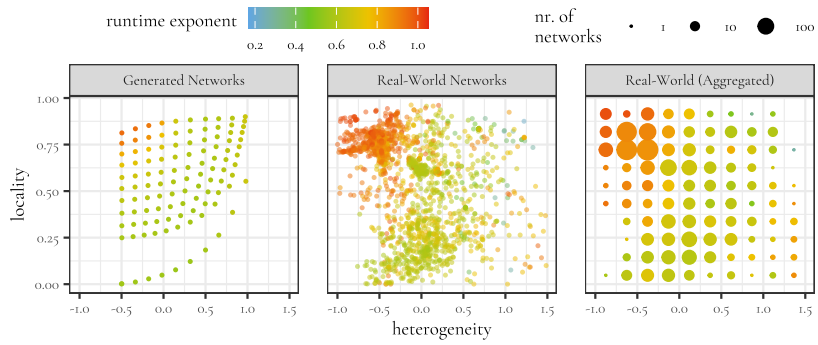 runtime exponent
0.2 0.4 0.6 0.8 1.0
nr. of
networks
1 10 100
Generated Networks
Real-World Networks
Real-World (Aggregated)
locality
1.00
0.75
0.50
0.25
0.00
-1.0 -0.5 0.0 0.5 1.0 1.5
-1.0 -0.5 0.0 0.5 1.0 1.5
-1.0 -0.5 0.0 0.5 1.0 1.5
heterogeneity